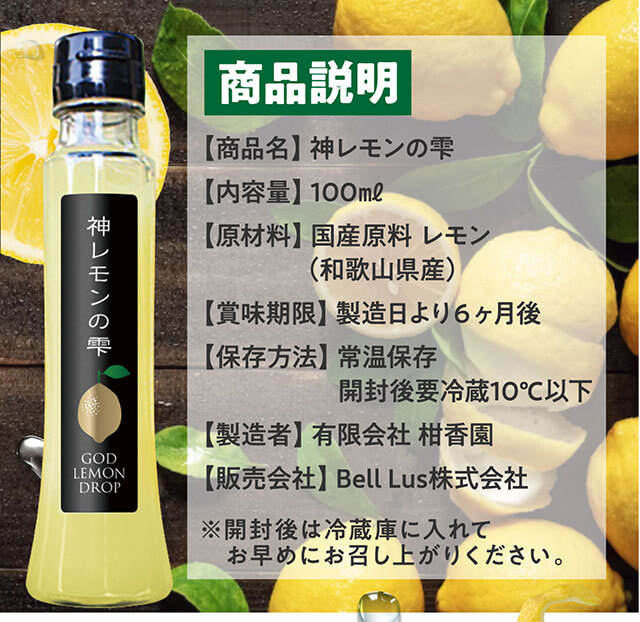 商品説明
【商品名】神レモンの雫
【内容量】100㎖
【原材料】国産原料 レモン
（和歌山県産）
【賞味期限】製造日より6ヶ月後
【保存方法】常温保存
開封後要冷蔵10℃以下
【製造者】有限会社 柑香園
【販売会社】Bell Lus株式会社
※開封後は冷蔵庫に入れて
お早めにお召し上がりください。
神レモンの雫
GOD
LEMON
DROP